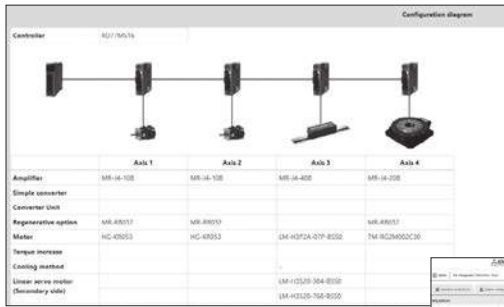 Configuration diagram
Controller RD77MS16
Axis 1 Axis 2 Axis 3 Axis 4
Amplifier MR-J4-10B MR-J4-10B MR-J4-40B MR-J4-20B
Simple converter
Converter Unit
Regenerative option MR-RB032 MR-RB032 MR-RB032
Motor HG-KR053 HG-KR053 LM-H3P2A-07P-BSS0 TM-RG2M002C30
Torque increase
Cooling method -
Linear servo motor LM-H3S20-384-BSS0
(Secondary side) LM-H3S20-768-BSS0